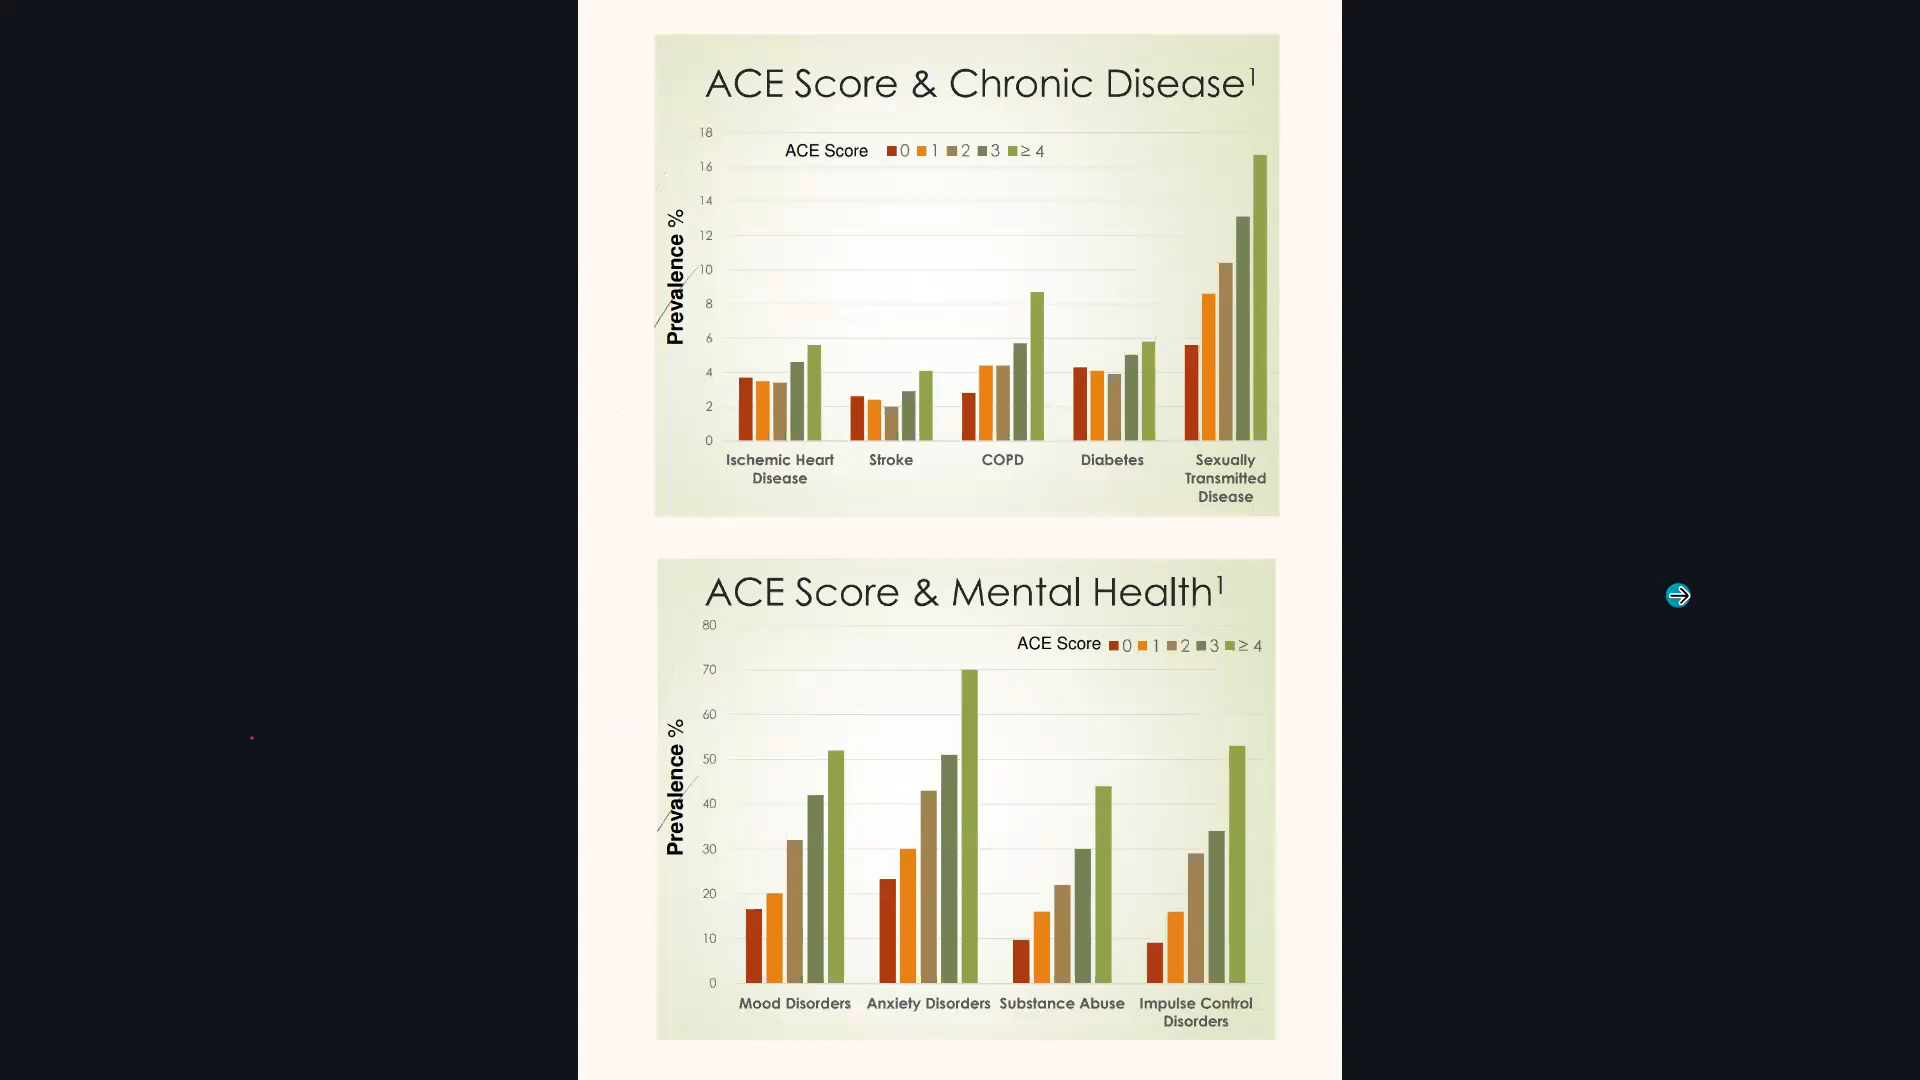 ACE Score & Chronic Disease¹
18
ACE Score 0 1 2 3 ≥ 4
16
14
12
10
8
6
4
2
0
Prevalence %
Ischemic Heart Disease
Stroke
COPD
Diabetes
Sexually Transmitted Disease
ACE Score & Mental Health¹
80
ACE Score 0 1 2 3 ≥ 4
70
60
50
40
30
20
10
0
Prevalence %
Mood Disorders
Anxiety Disorders
Substance Abuse
Impulse Control Disorders